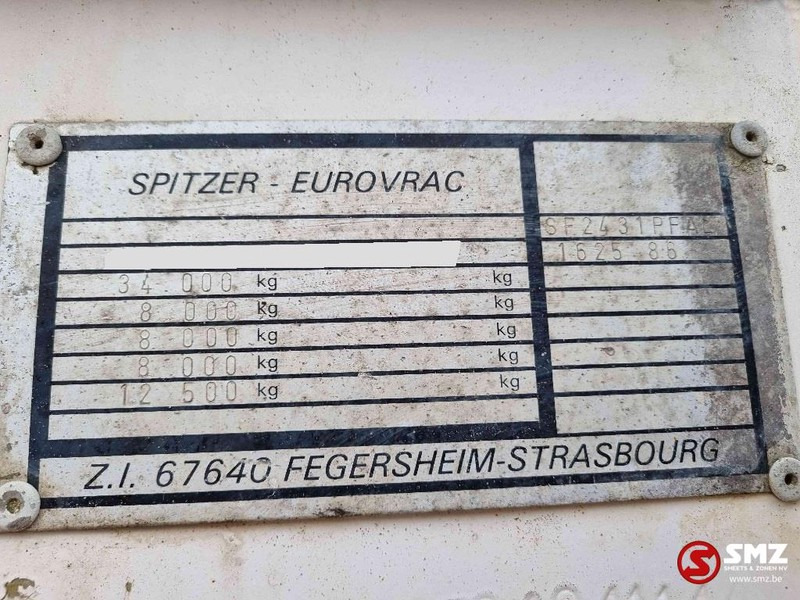 SPITZER - EUROVRAC
SF2431PFAL
1625 86
34 000 kg kg
8 000 kg kg
8 000 kg kg
8 000 kg kg
12 500 kg kg
Z.I. 67640 FEGERSHEIM-STRASBOURG
SMZ
SMEETS & ZONEN NV
www.smz.be